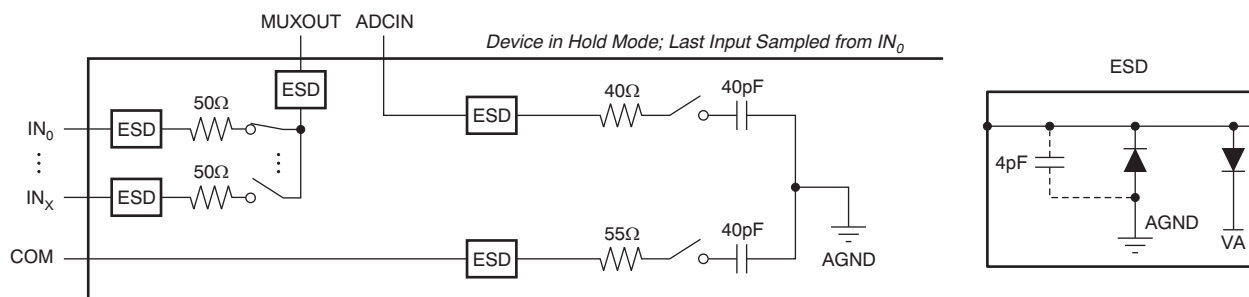 MUXOUT ADCIN
Device in Hold Mode; Last Input Sampled from IN0
ESD
ESD
50Ω
40Ω
40pF
IN0
ESD
ESD
4pF
50Ω
INX
ESD
AGND
VA
55Ω
40pF
COM
ESD
AGND